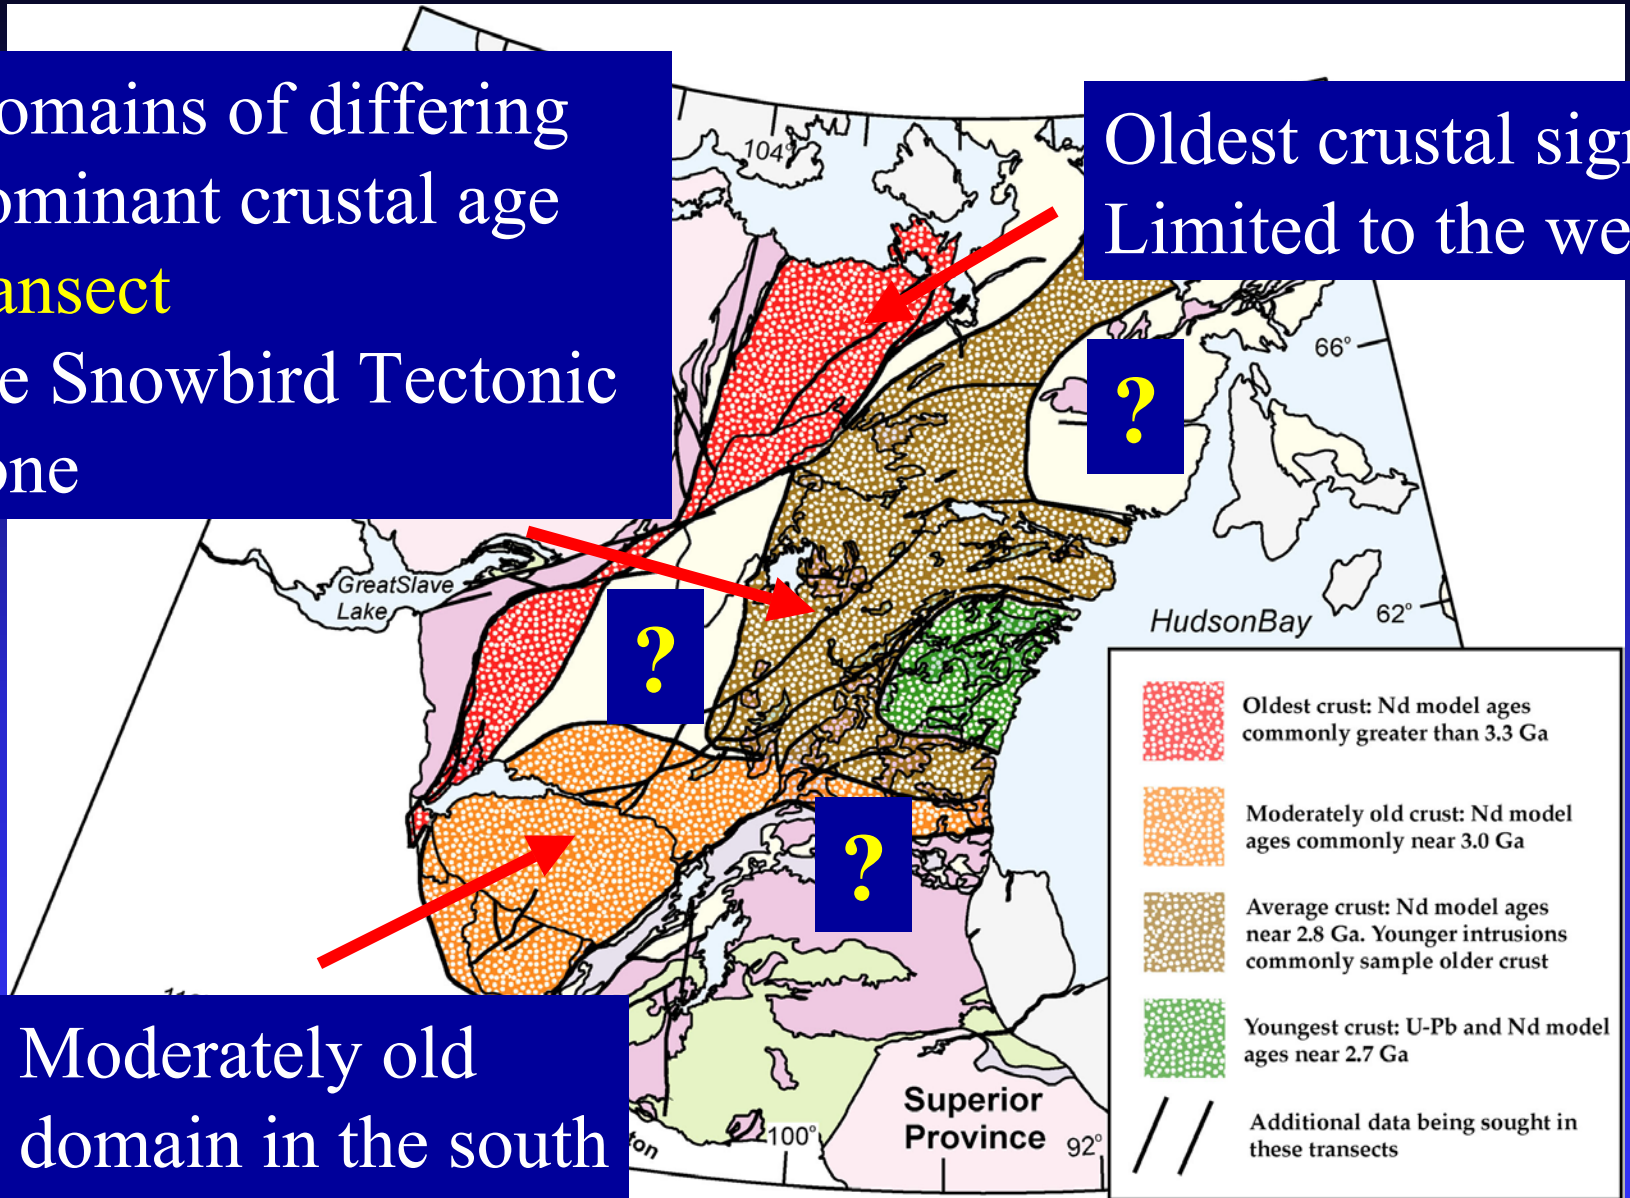 omains of differing
ominant crustal age
ansect
e Snowbird Tectonic
one
Oldest crustal sig
Limited to the we
104°
66°
?
GreatSlave
Lake
?
HudsonBay
62°
?
Oldest crust: Nd model ages
commonly greater than 3.3 Ga
Moderately old crust: Nd model
ages commonly near 3.0 Ga
Average crust: Nd model ages
near 2.8 Ga. Younger intrusions
commonly sample older crust
Youngest crust: U-Pb and Nd model
ages near 2.7 Ga
Additional data being sought in
these transects
Moderately old
domain in the south
ton
100°
Superior
Province
92°